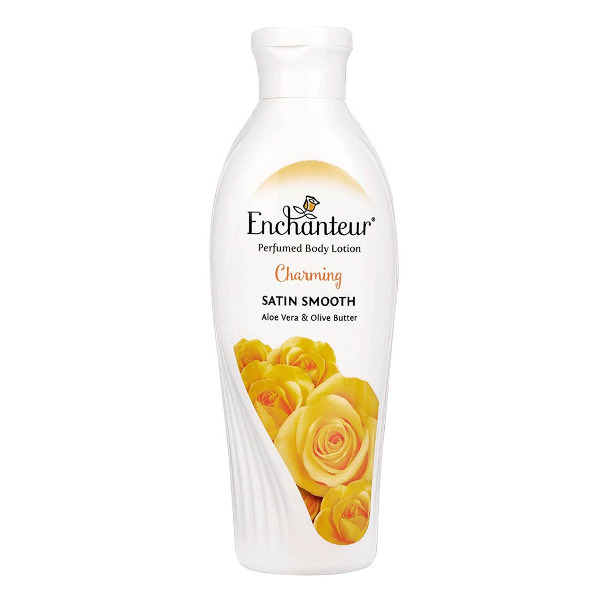 Enchanteur®
Perfumed Body Lotion
Charming
SATIN SMOOTH
Aloe Vera & Olive Butter